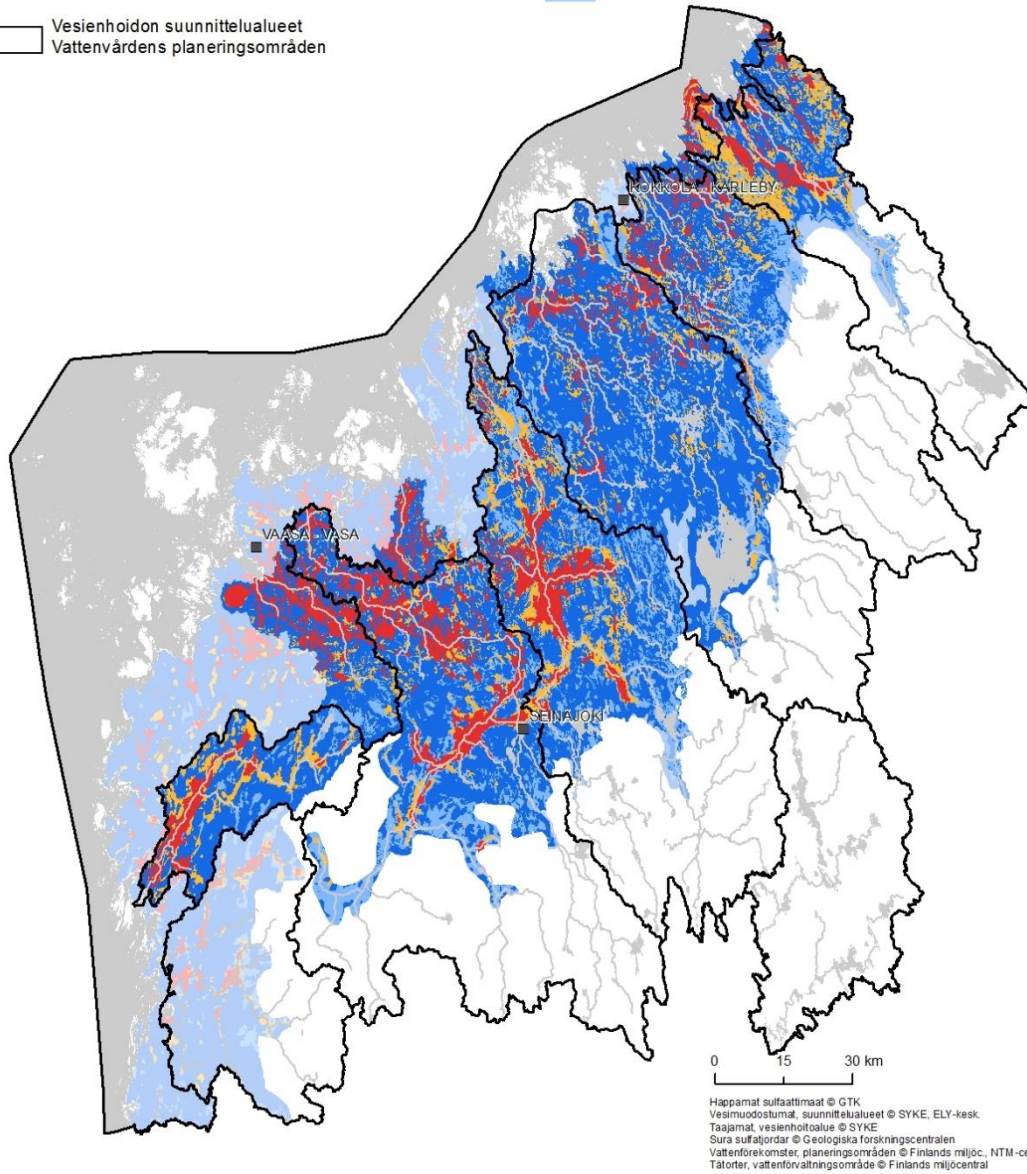 Vesienhoidon suunnittelualueet
Vattenvårdens planeringsområden
KOKKOLA - KARLEBY
VAASA - VASA
SEINÄJOKI
0 15 30 km
Happamat sulfaattimaat © GTK
Vesimuodostumat, suunnittelualueet © SYKE, ELY-kesk.
Taajamat, vesienhoitoalue © SYKE
Sura sulfatjordar © Geologiska forskningscentralen
Vattenförekomster, planeringsområden © Finlands miljöc., NTM-ce
Tätorter, vattenförvaltningsområde © Finlands miljöcentral